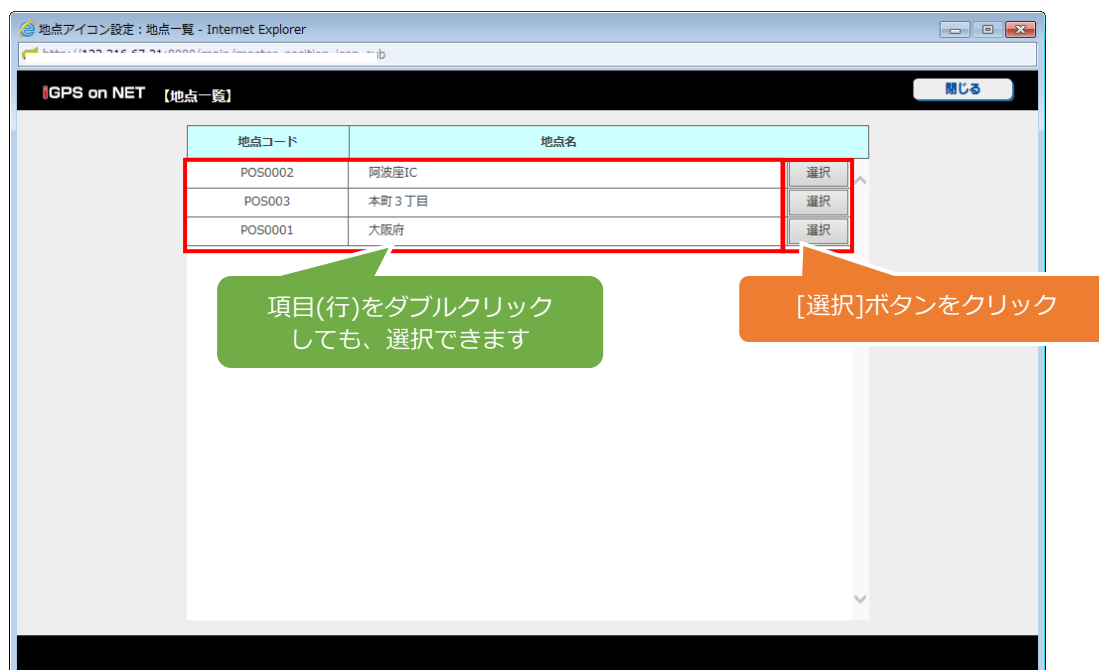 地点アイコン設定：地点一覧 - Internet Explorer
iGPS on NET 【地点一覧】 閉じる
地点コード 地点名
POS0002 阿波座IC 選択
POS003 本町３丁目 選択
POS0001 大阪府 選択
項目(行)をダブルクリック
しても、選択できます
[選択]ボタンをクリック